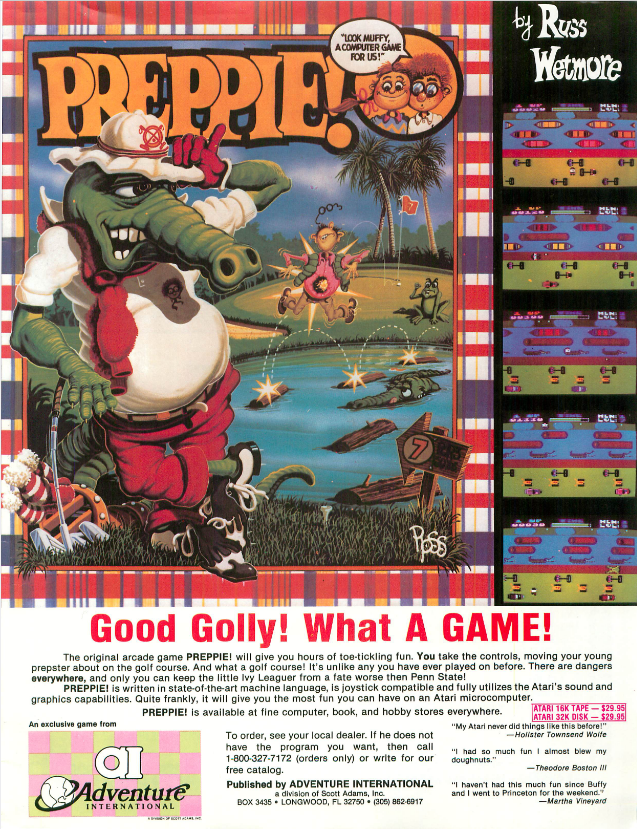 "LOOK MUFFY,
A COMPUTER GAME
FOR US!"
PREPPIE!
by Russ
Wetmore
7
7
ROSS
Good Golly! What A GAME!
The original arcade game PREPPIE! will give you hours of toe-tickling fun. You take the controls, moving your young
prepster about on the golf course. And what a golf course! It's unlike any you have ever played on before. There are dangers
everywhere, and only you can keep the little Ivy Leaguer from a fate worse then Penn State!
PREPPIE! is written in state-of-the-art machine language, is joystick compatible and fully utilizes the Atari's sound and
graphics capabilities. Quite frankly, it will give you the most fun you can have on an Atari microcomputer.
PREPPIE! is available at fine computer, book, and hobby stores everywhere.
ATARI 16K TAPE — $29.95
ATARI 32K DISK — $29.95
An exclusive game from
ai
Adventure
INTERNATIONAL
A DIVISION OF SCOTT ADAMS, INC.
To order, see your local dealer. If he does not
have the program you want, then call
1-800-327-7172 (orders only) or write for our
free catalog.
Published by ADVENTURE INTERNATIONAL
a division of Scott Adams, Inc.
BOX 3435 • LONGWOOD, FL 32750 • (305) 862-6917
"My Atari never did things like this before!"
—Hollister Townsend Wolfe
"I had so much fun I almost blew my
doughnuts."
—Theodore Boston III
"I haven't had this much fun since Buffy
and I went to Princeton for the weekend."
—Martha Vineyard